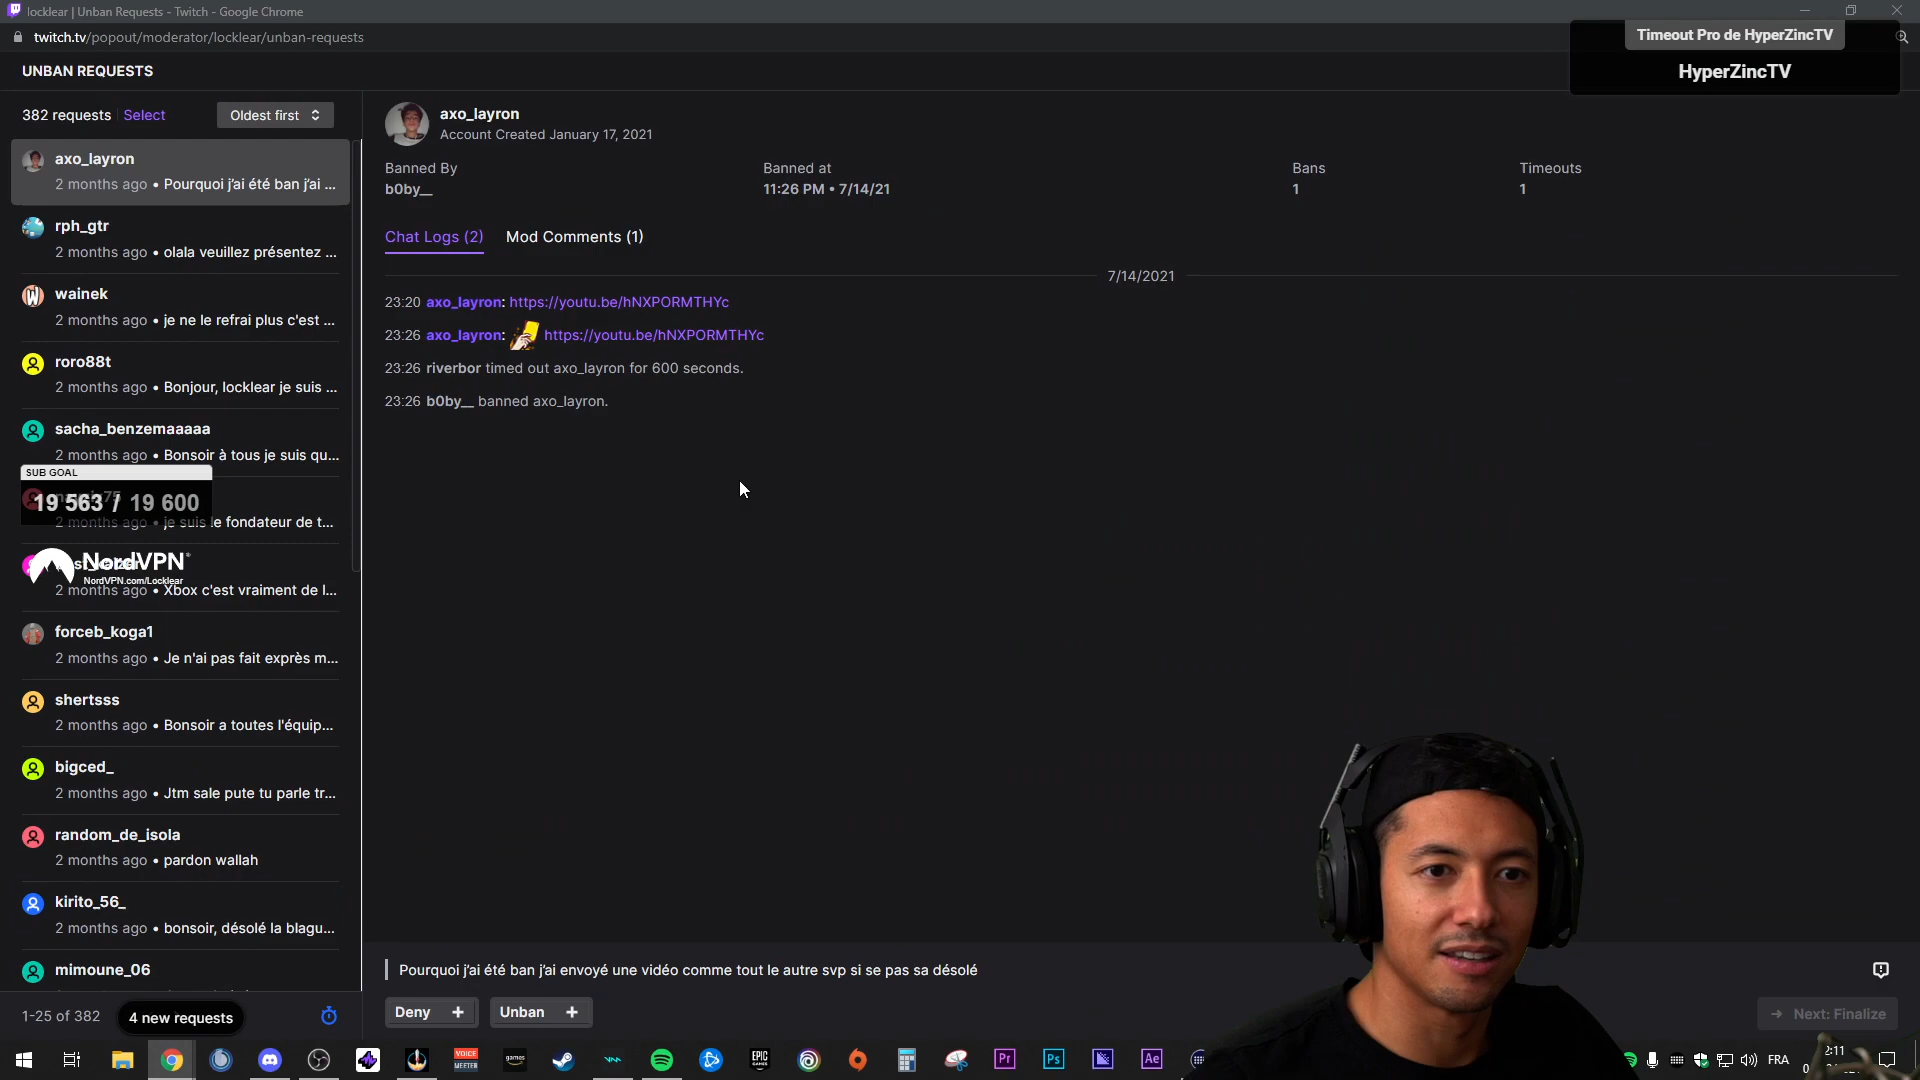 locklear | Unban Requests - Twitch - Google Chrome
twitch.tv/popout/moderator/locklear/unban-requests
Timeout Pro de HyperZincTV
HyperZincTV
UNBAN REQUESTS
382 requests Select Oldest first
axo_layron
2 months ago • Pourquoi j'ai été ban j'ai ...
rph_gtr
2 months ago • olala veuillez présentez ...
wainek
2 months ago • je ne le refrai plus c'est ...
roro88t
2 months ago • Bonjour, locklear je suis ...
sacha_benzemaaaaa
2 months ago • Bonsoir à tous je suis qu...
SUB GOAL
19 563 / 19 600
2 months ago • je suis le fondateur de t...
NordVPN®
NordVPN.com/Locklear
2 months ago • Xbox c'est vraiment de l...
forceb_koga1
2 months ago • Je n'ai pas fait exprès m...
shertsss
2 months ago • Bonsoir a toutes l'équip...
bigced_
2 months ago • Jtm sale pute tu parle tr...
random_de_isola
2 months ago • pardon wallah
kirito_56_
2 months ago • bonsoir, désolé la blagu...
mimoune_06
1-25 of 382
4 new requests
axo_layron
Account Created January 17, 2021
Banned By
b0by__
Banned at
11:26 PM • 7/14/21
Bans
1
Timeouts
1
Chat Logs (2) Mod Comments (1)
7/14/2021
23:20 axo_layron: https://youtu.be/hNXPORMTHYc
23:26 axo_layron: https://youtu.be/hNXPORMTHYc
23:26 riverbor timed out axo_layron for 600 seconds.
23:26 b0by__ banned axo_layron.
Pourquoi j'ai été ban j'ai envoyé une vidéo comme tout le autre svp si se pas sa désolé
Deny + Unban +
Next: Finalize
VOICE MEETER
games
EPIC GAMES
Pr
Ps
Ae
FRA
2:11